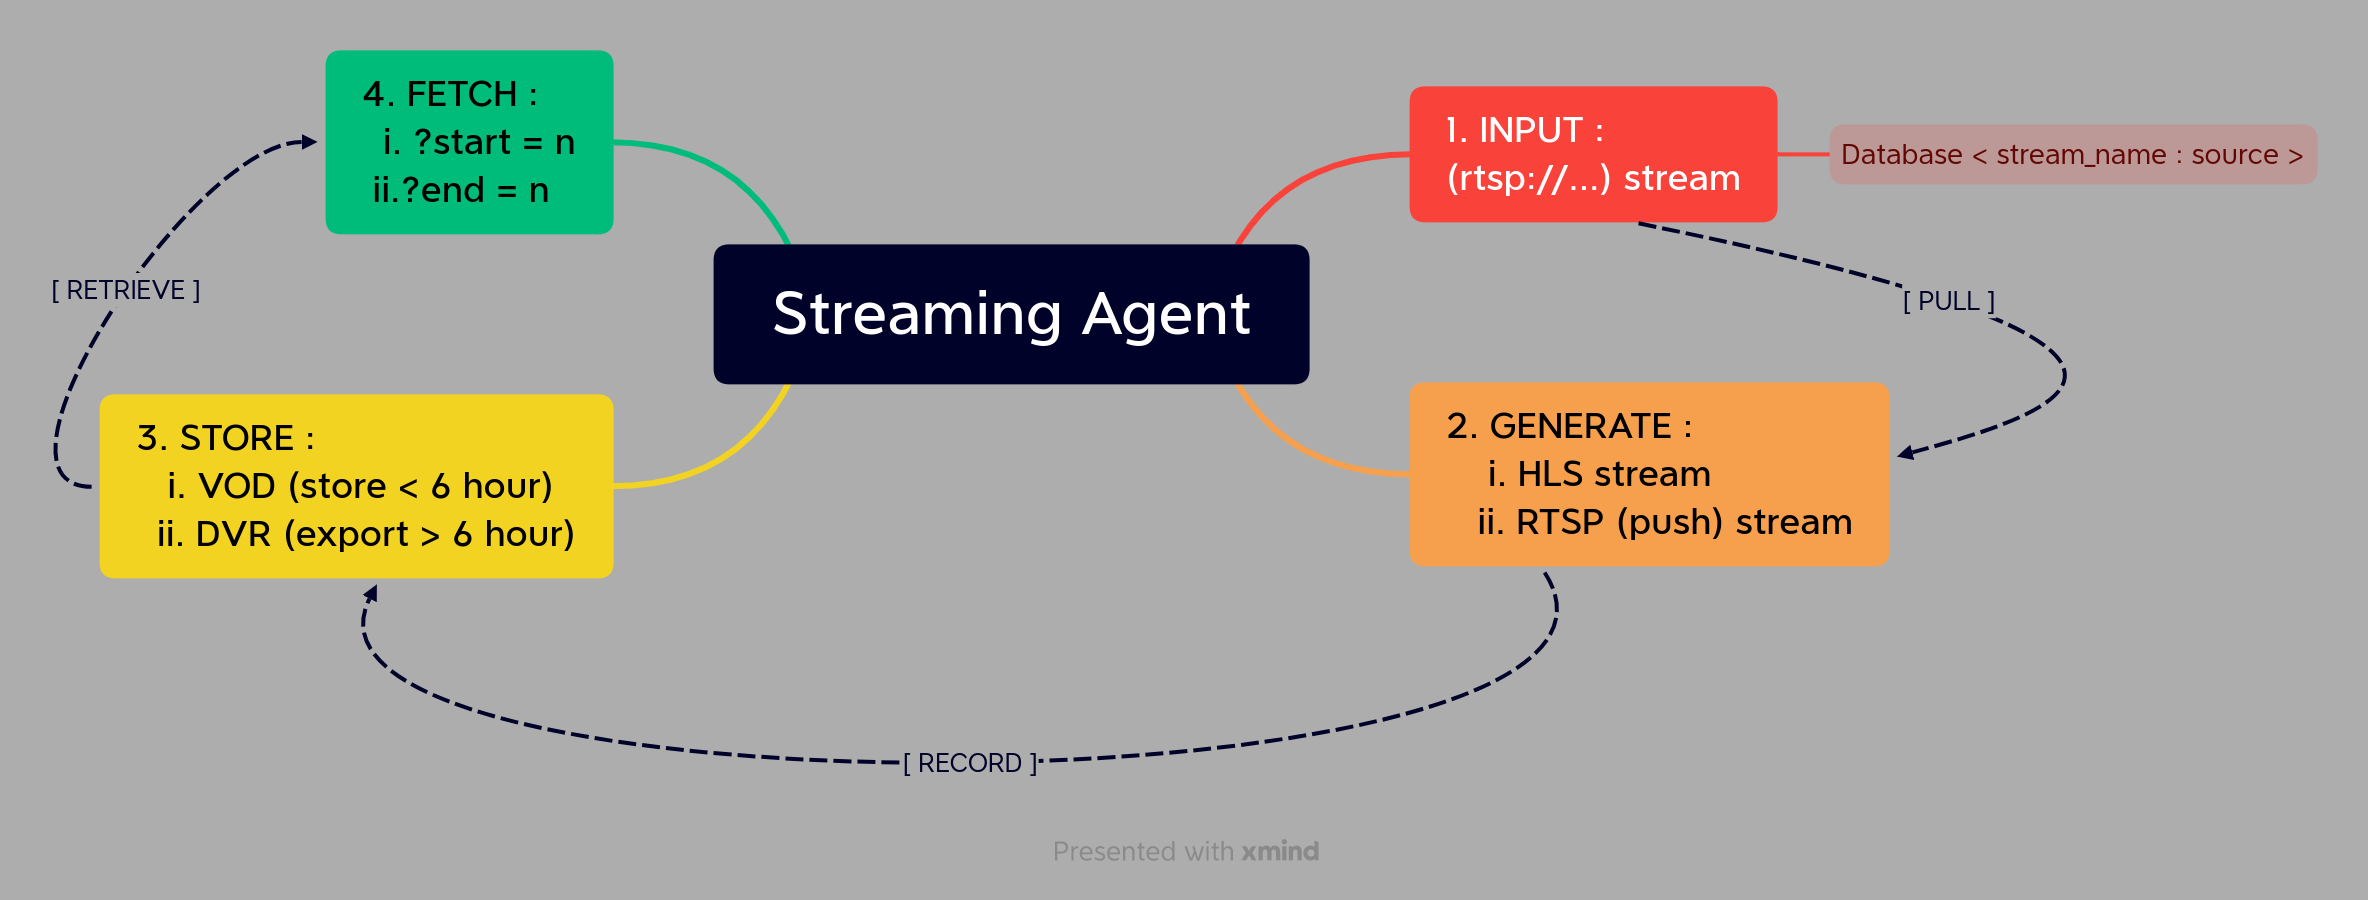 4. FETCH :
i. ?start = n
ii.?end = n
1. INPUT :
(rtsp://...) stream
Database < stream_name : source >
[ RETRIEVE ]
Streaming Agent
[ PULL ]
3. STORE :
i. VOD (store < 6 hour)
ii. DVR (export > 6 hour)
2. GENERATE :
i. HLS stream
ii. RTSP (push) stream
[ RECORD ]
Presented with xmind